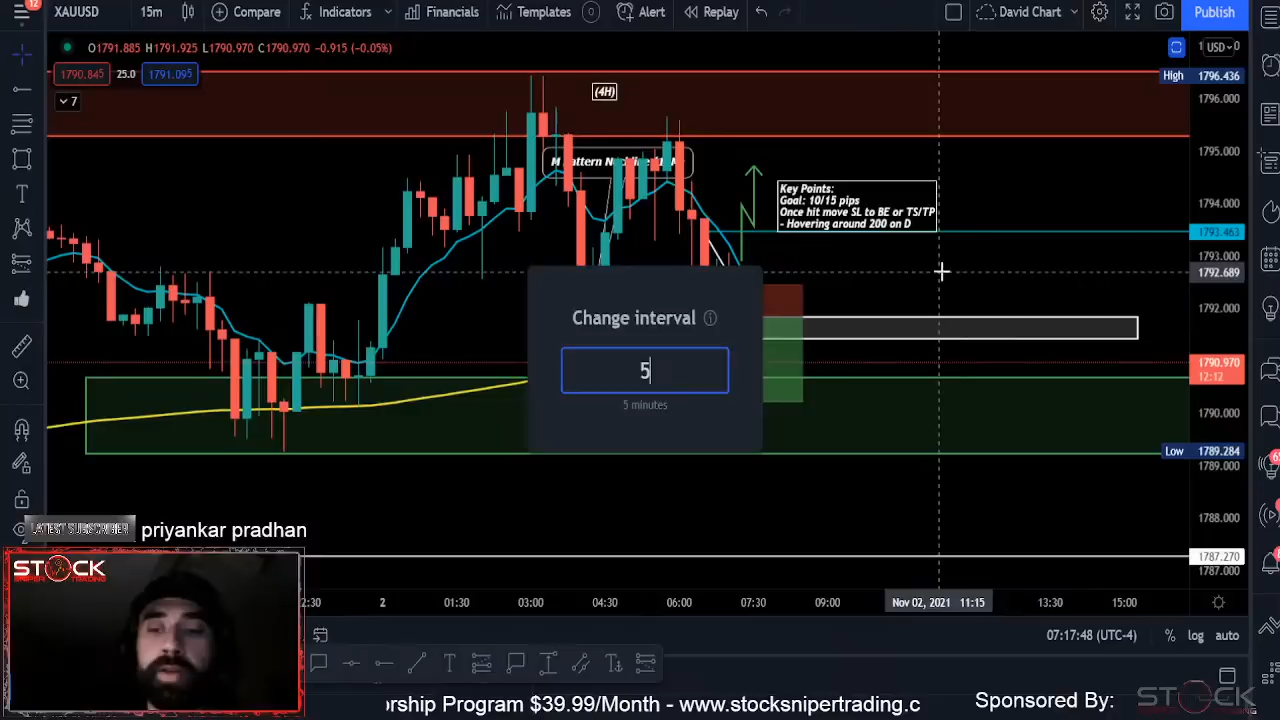 12
XAUUSD 15m Compare Indicators Financials Templates Alert Replay David Chart Publish
O1791.885 H1791.925 L1790.970 C1790.970 -0.915 (-0.05%)
USD
1790.845 25.0 1791.095
High 1796.436
7
(4H)
1796.000
1795.000
M Pattern
Key Points:
Goal: 10/15 pips
Once hit move SL to BE or TS/TP
- Hovering around 200 on D
1794.000
1793.463
1793.000
1792.689
1792.000
Change interval
5
5 minutes
1790.970
12:12
1790.000
Low 1789.284
1789.000
1788.000
1787.270
1787.000
LATEST SUBSCRIBER priyankar pradhan
2:30 2 01:30 03:00 04:30 06:00 07:30 09:00 Nov 02, 2021 11:15 13:30 15:00
07:17:48 (UTC-4) % log auto
STOCK
SNIPER TRADING
orship Program $39.99/Month - www.stocksnipertrading.c
Sponsored By:
STOCK